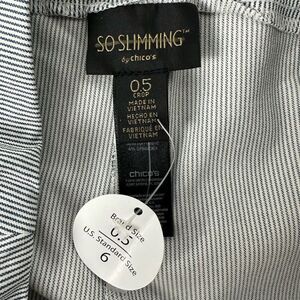 SO SLIMMING™
by chico's
0.5
CROP
MADE IN
VIETNAM
HECHO EN
VIETNAM
FABRIQUÉ EN
VIETNAM
chico's
Brand Size
0.5
U.S. Standard Size
6